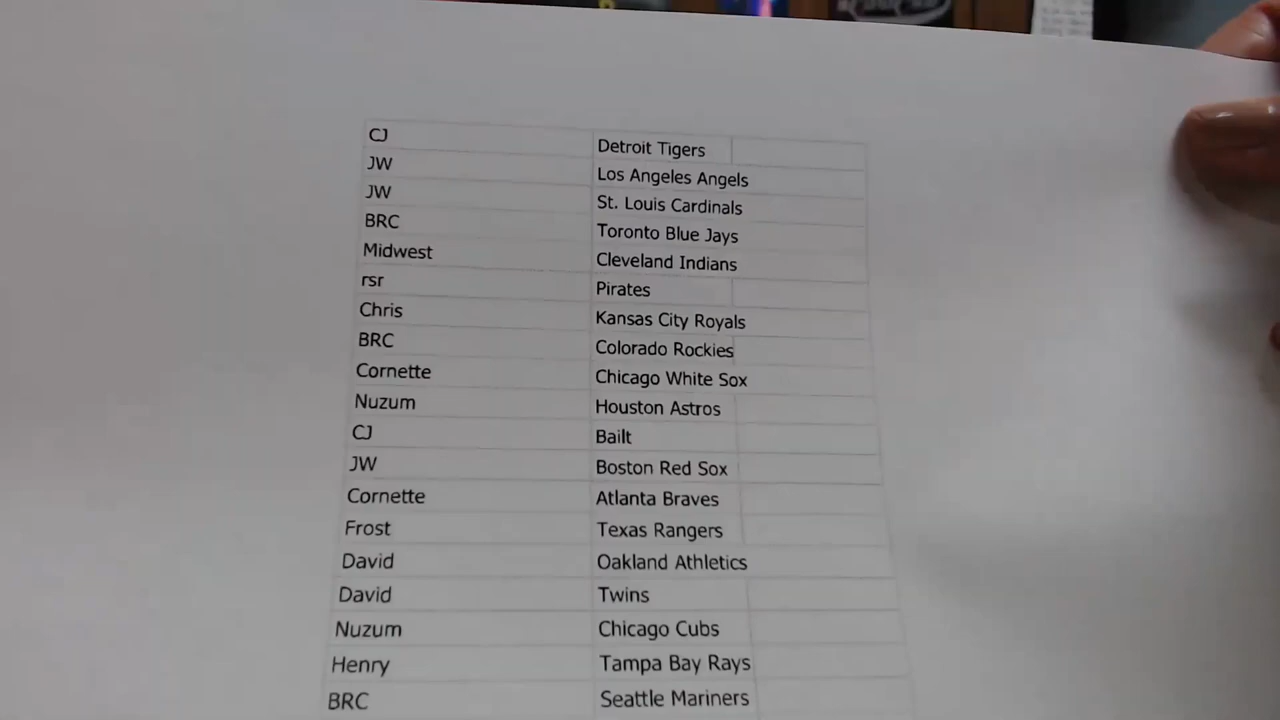 CJ Detroit Tigers
JW Los Angeles Angels
JW St. Louis Cardinals
BRC Toronto Blue Jays
Midwest Cleveland Indians
rsr Pirates
Chris Kansas City Royals
BRC Colorado Rockies
Cornette Chicago White Sox
Nuzum Houston Astros
CJ Bailt
JW Boston Red Sox
Cornette Atlanta Braves
Frost Texas Rangers
David Oakland Athletics
David Twins
Nuzum Chicago Cubs
Henry Tampa Bay Rays
BRC Seattle Mariners